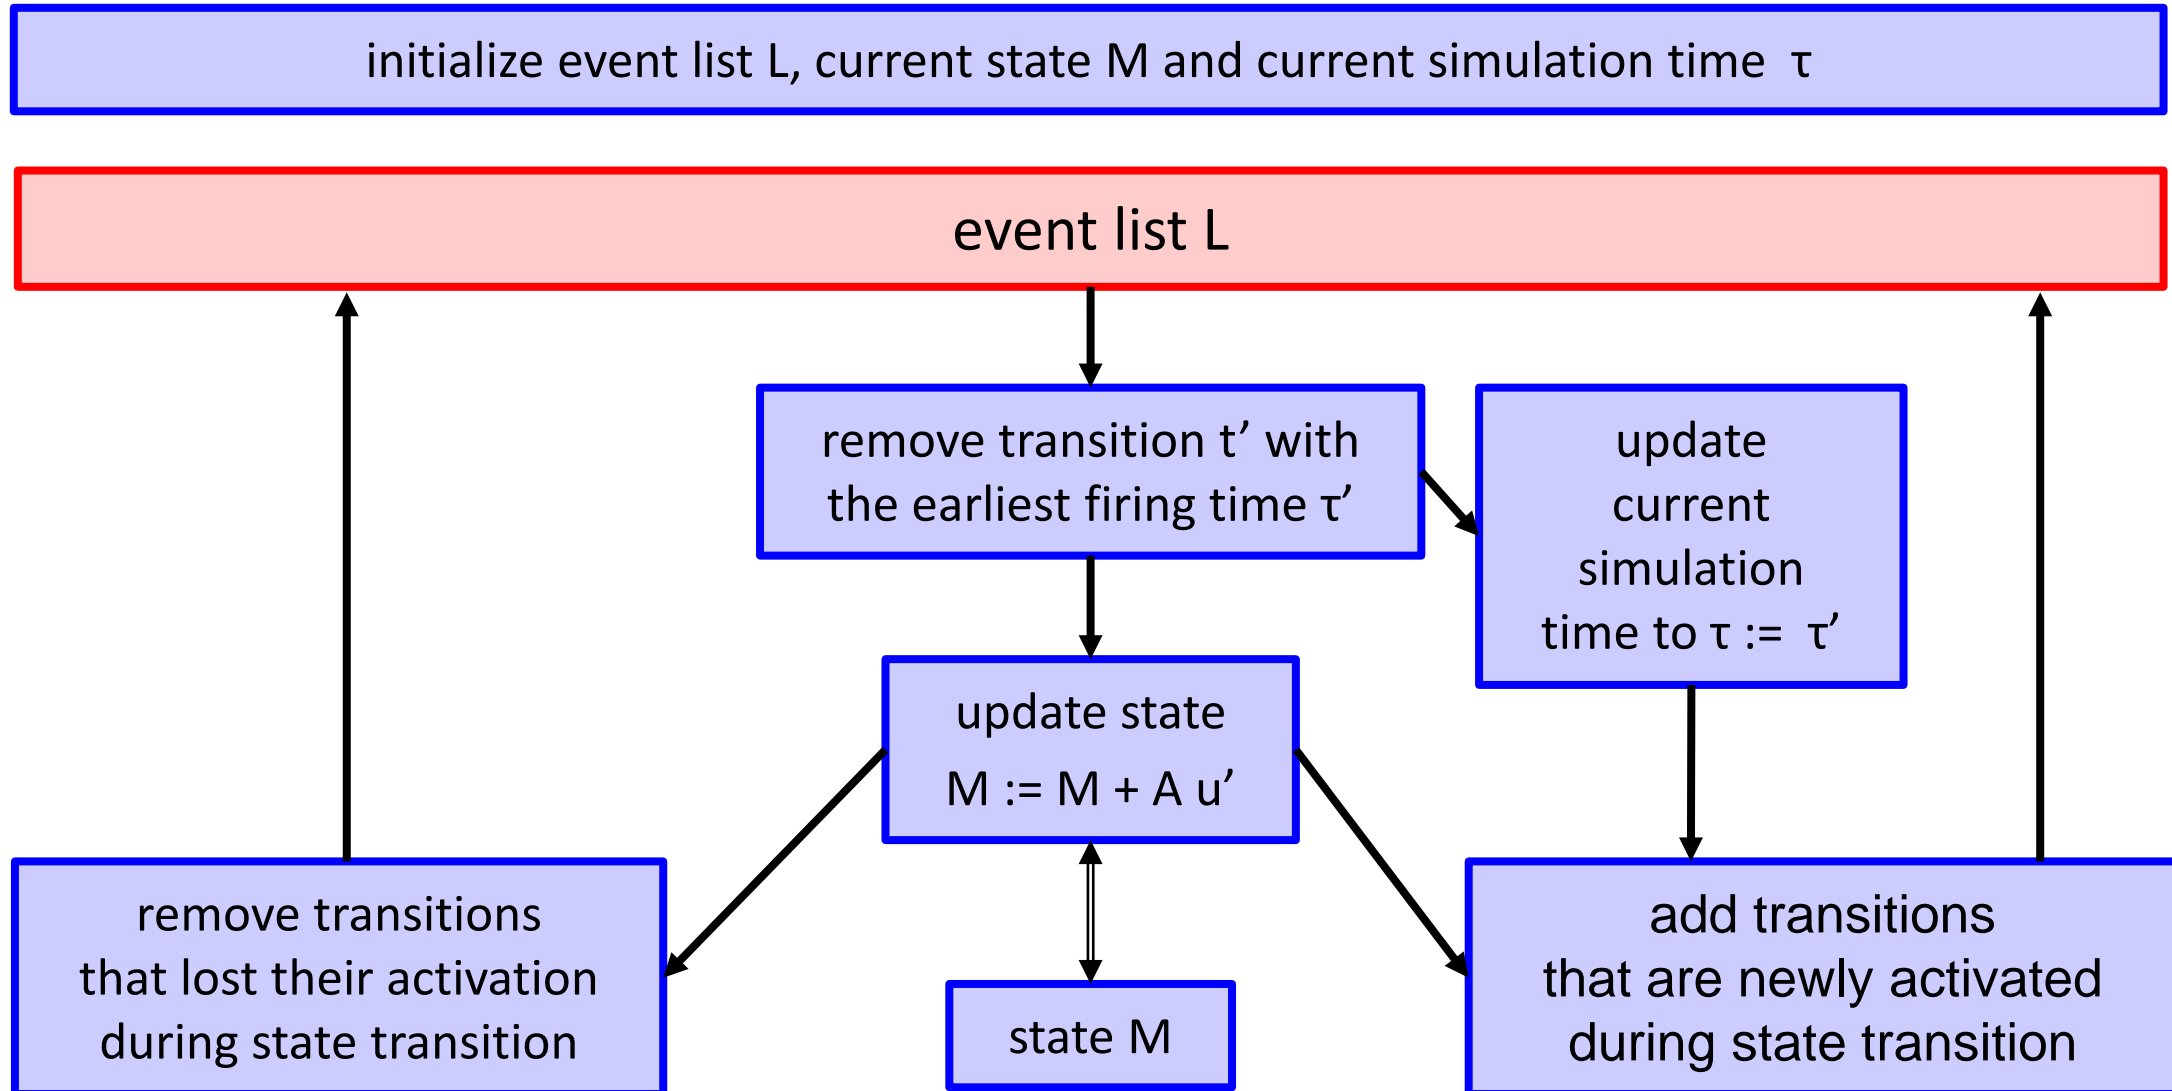 initialize event list L, current state M and current simulation time τ
event list L
remove transition t’ with
the earliest firing time τ’
update
current
simulation
time to τ := τ’
update state
M := M + A u’
remove transitions
that lost their activation
during state transition
state M
add transitions
that are newly activated
during state transition